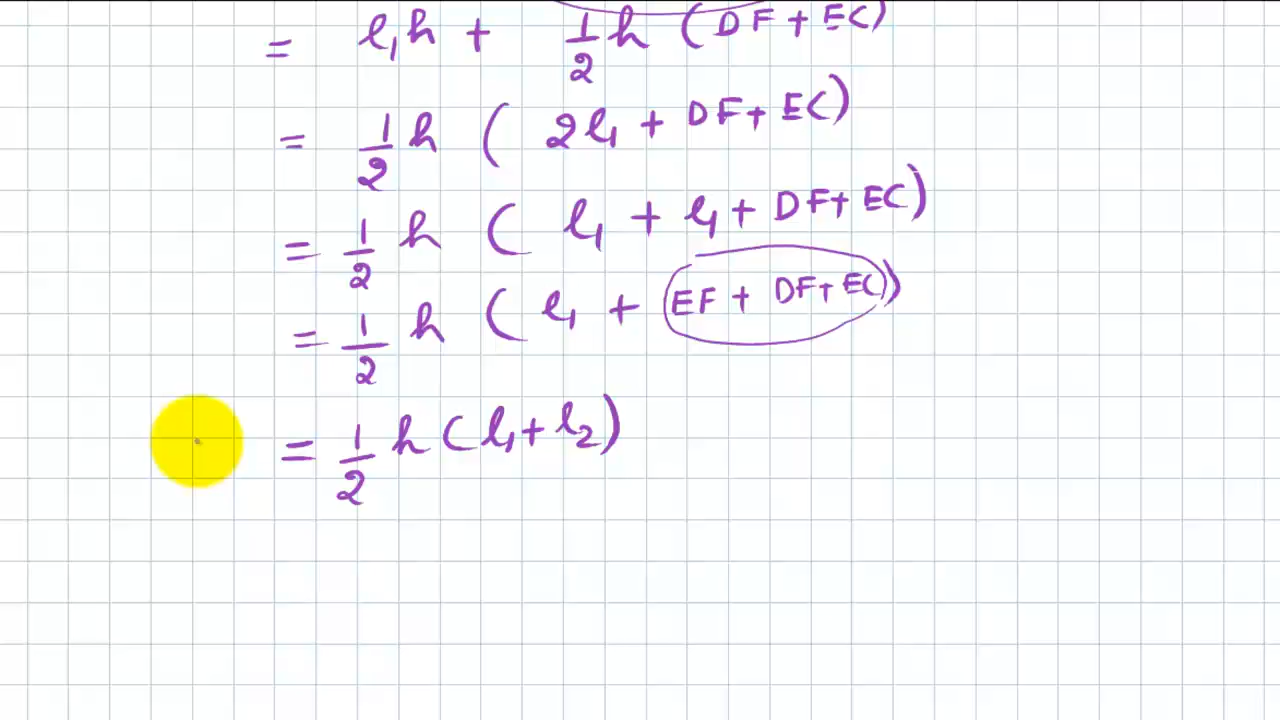 = l₁h + 1/2 h (DF + EC)
= 1/2 h ( 2l₁ + DF + EC)
= 1/2 h ( l₁ + l₁ + DF + EC)
= 1/2 h ( l₁ + EF + DF + EC))
= 1/2 h (l₁ + l₂)